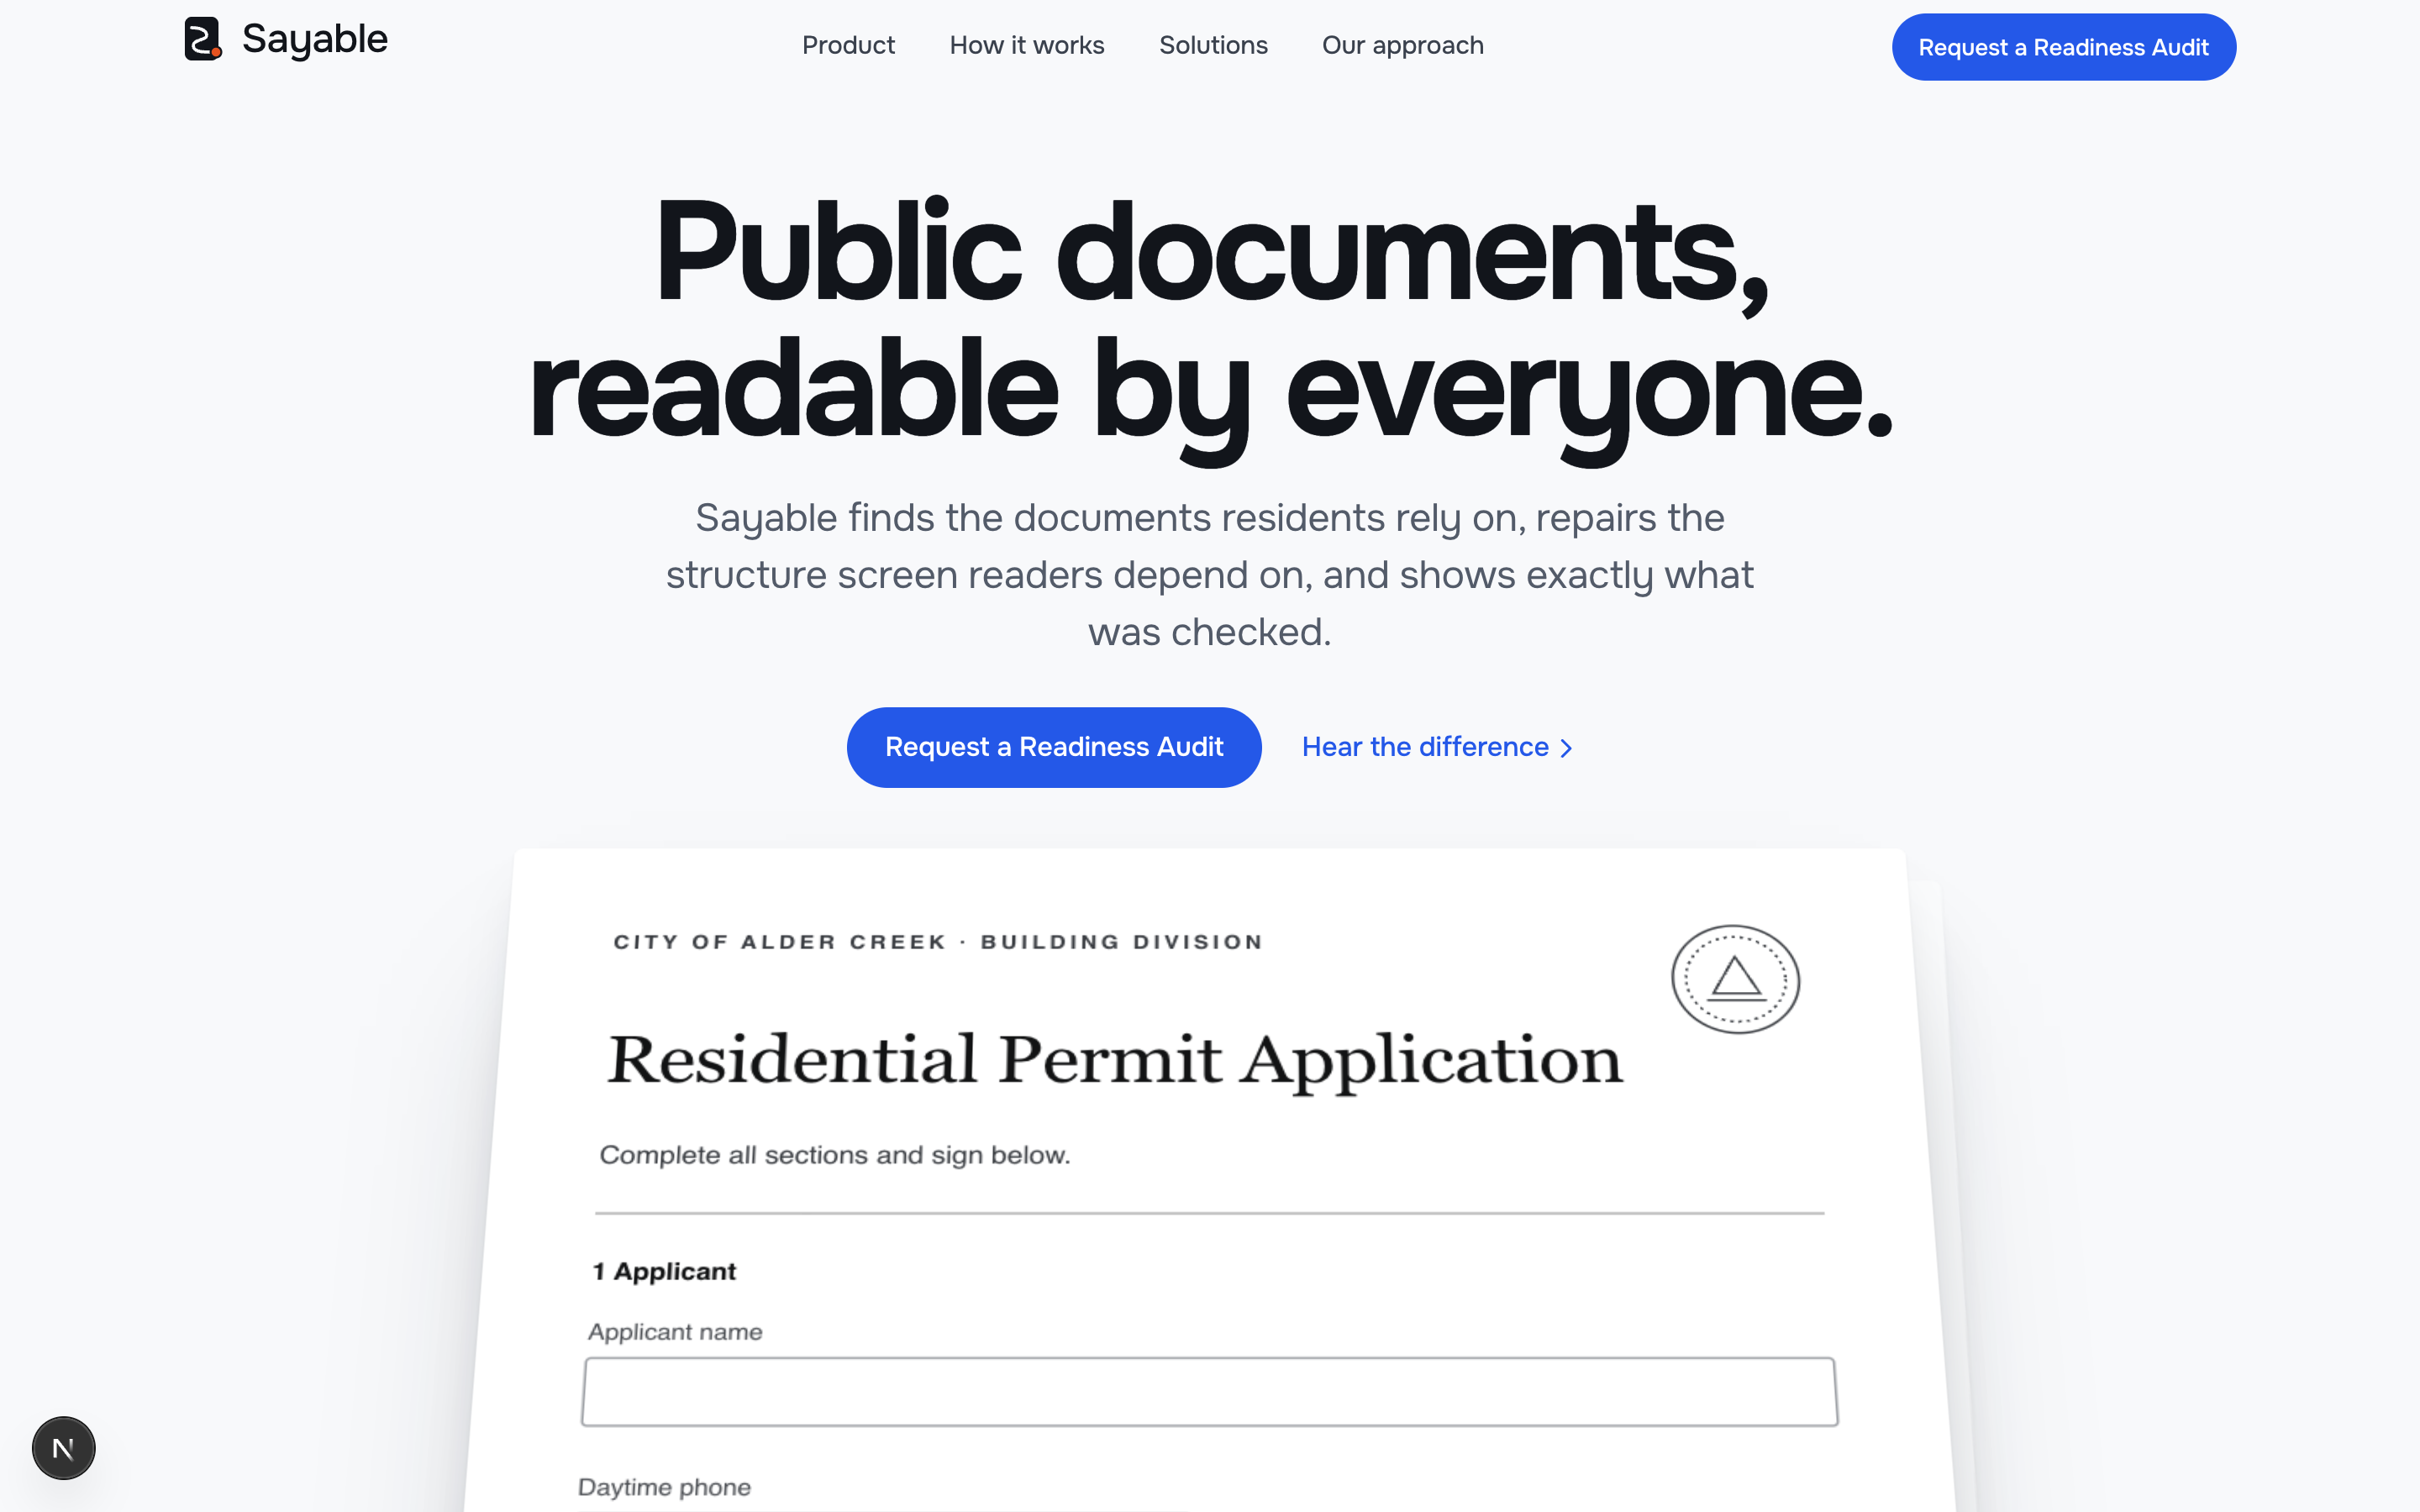 Sayable
Product How it works Solutions Our approach
Request a Readiness Audit
Public documents,
readable by everyone.
Sayable finds the documents residents rely on, repairs the
structure screen readers depend on, and shows exactly what
was checked.
Request a Readiness Audit Hear the difference
CITY OF ALDER CREEK · BUILDING DIVISION
Residential Permit Application
Complete all sections and sign below.
1 Applicant
Applicant name
Daytime phone
N